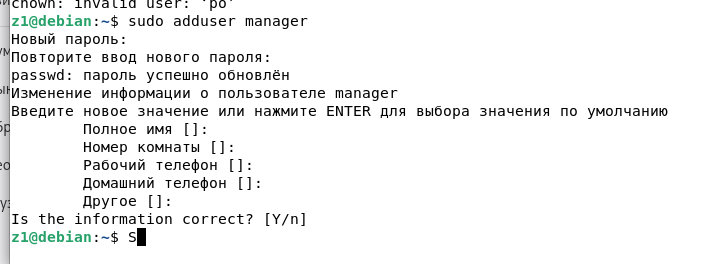 chown: invalid user: 'po'
z1@debian:~$ sudo adduser manager
Новый пароль:
Повторите ввод нового пароля:
passwd: пароль успешно обновлён
Изменение информации о пользователе manager
Введите новое значение или нажмите ENTER для выбора значения по умолчанию
Полное имя []:
Номер комнаты []:
Рабочий телефон []:
Домашний телефон []:
Другое []:
Is the information correct? [Y/n]
z1@debian:~$ S